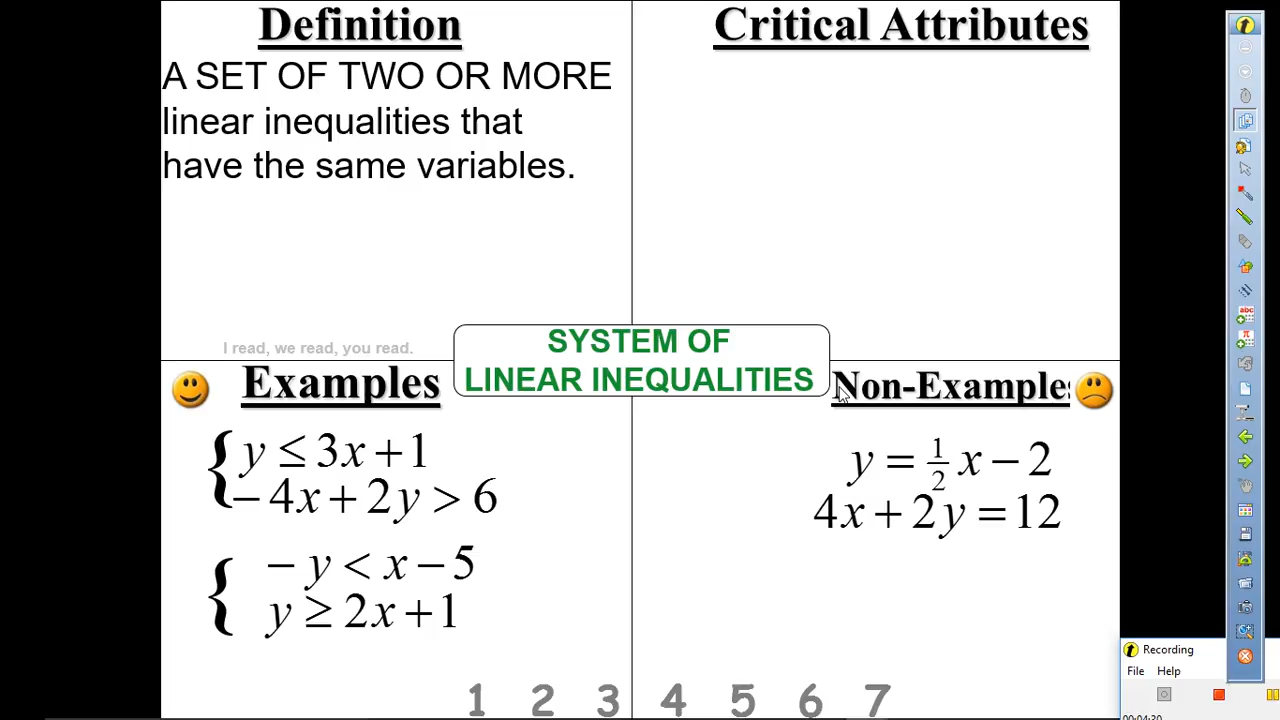 Definition
A SET OF TWO OR MORE
linear inequalities that
have the same variables.
I read, we read, you read.
Critical Attributes
SYSTEM OF
LINEAR INEQUALITIES
Examples
{ y ≤ 3x + 1
− 4x + 2y > 6
{ − y < x − 5
y ≥ 2x + 1
Non-Examples
y = 1/2 x − 2
4x + 2y = 12
1 2 3 4 5 6 7
abc
π
Recording
File Help